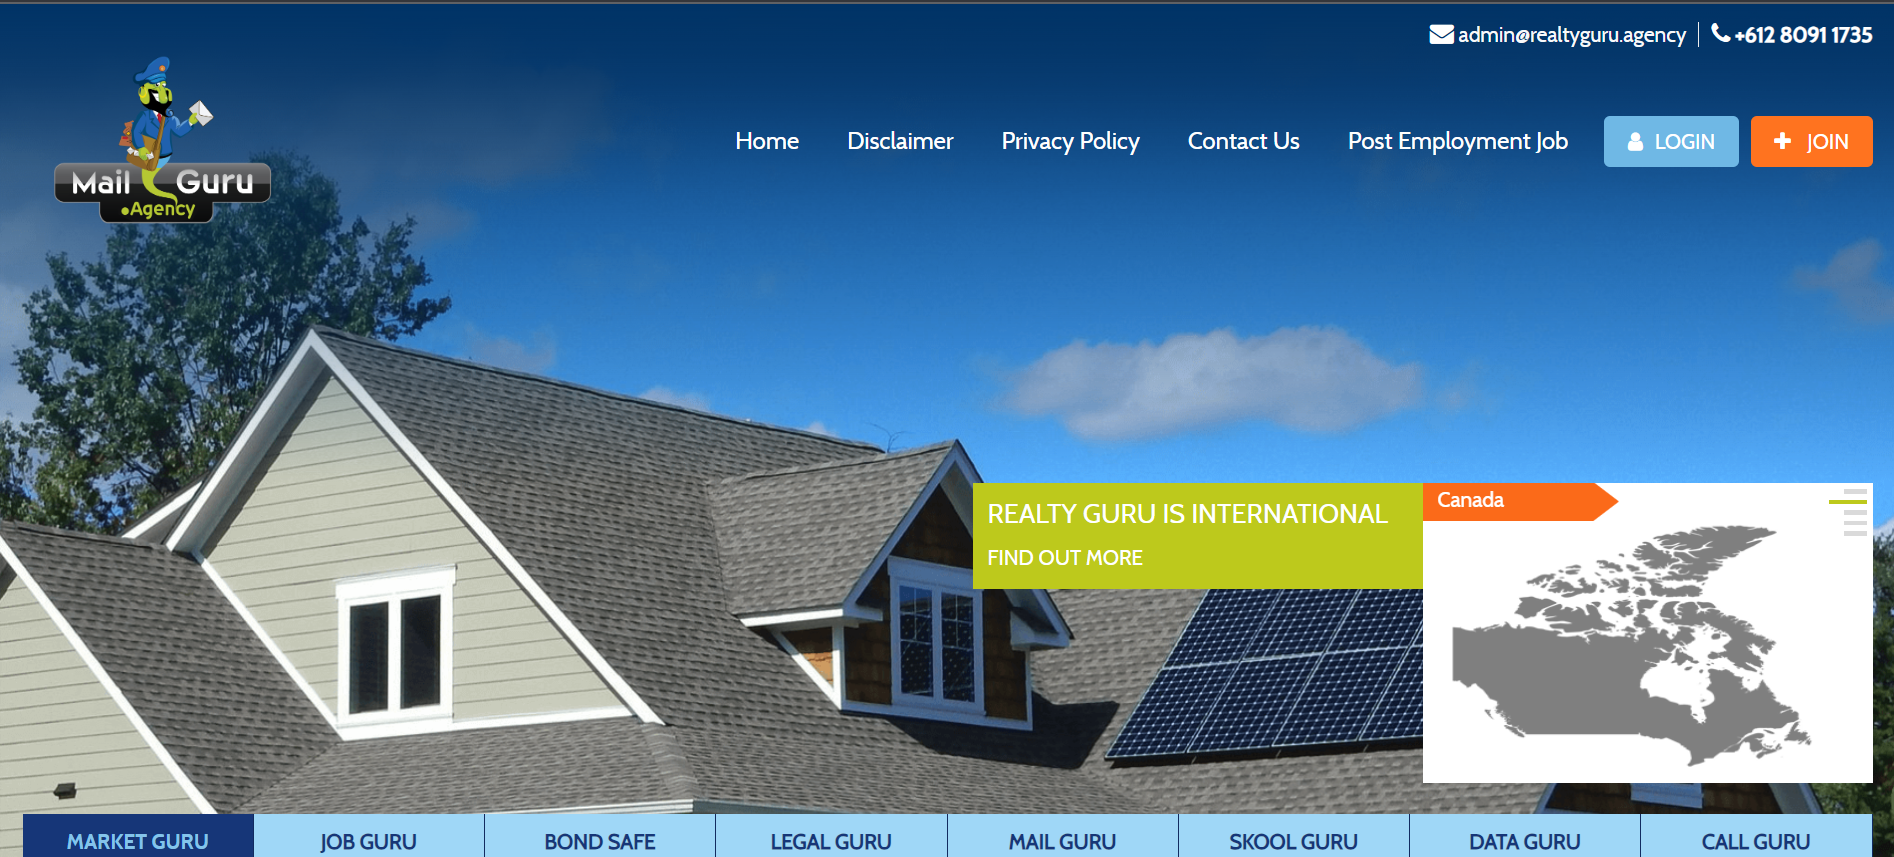 admin@realtyguru.agency
+612 8091 1735
Mail Guru
.Agency
Home
Disclaimer
Privacy Policy
Contact Us
Post Employment Job
LOGIN
JOIN
REALTY GURU IS INTERNATIONAL
FIND OUT MORE
Canada
MARKET GURU
JOB GURU
BOND SAFE
LEGAL GURU
MAIL GURU
SKOOL GURU
DATA GURU
CALL GURU